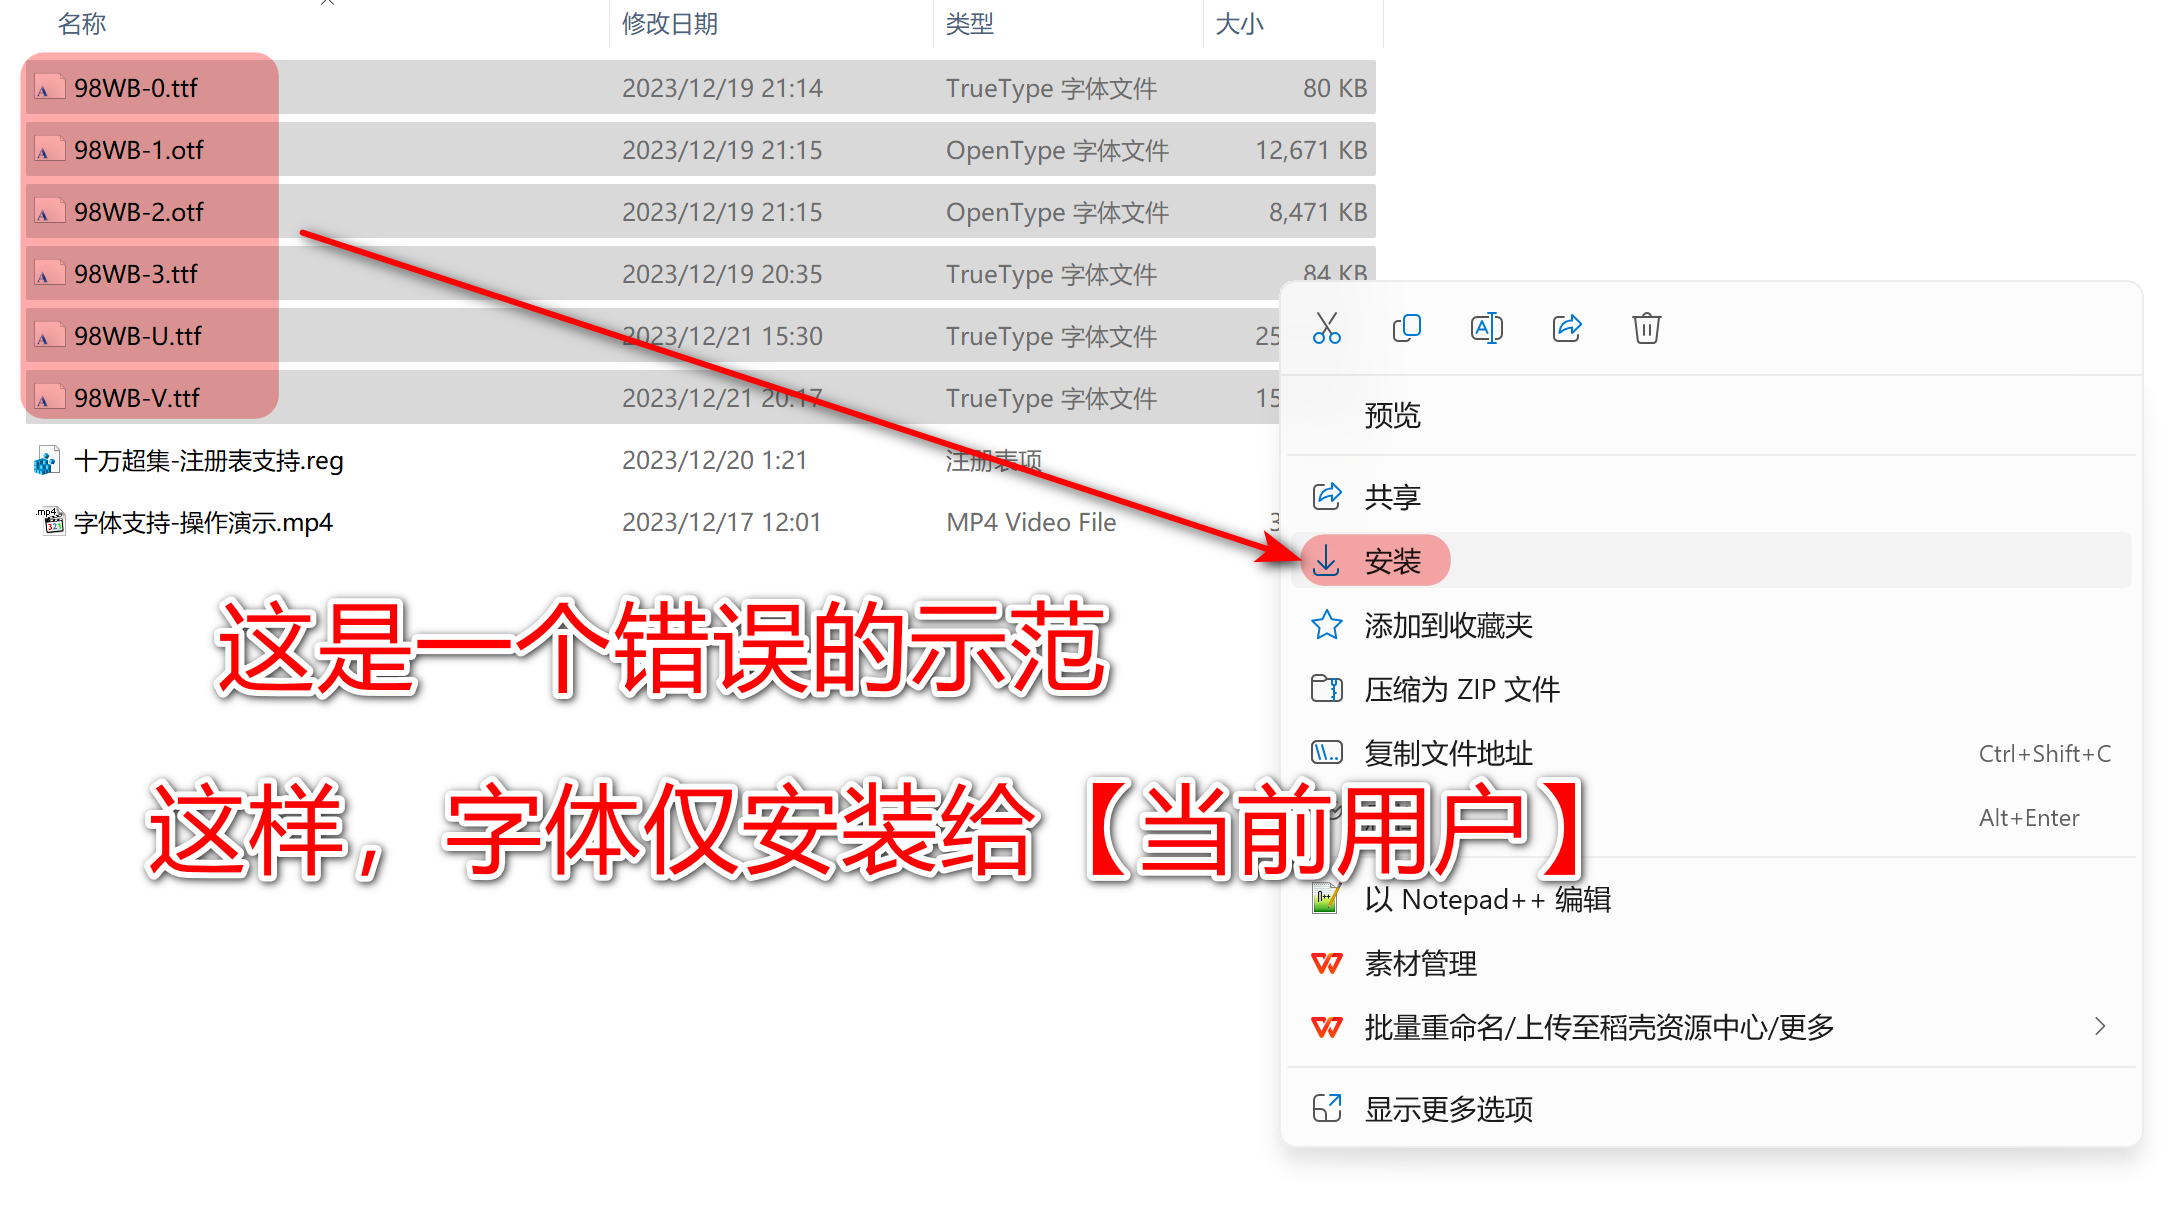 名称 修改日期 类型 大小
98WB-0.ttf 2023/12/19 21:14 TrueType 字体文件 80 KB
98WB-1.otf 2023/12/19 21:15 OpenType 字体文件 12,671 KB
98WB-2.otf 2023/12/19 21:15 OpenType 字体文件 8,471 KB
98WB-3.ttf 2023/12/19 20:35 TrueType 字体文件 84 KB
98WB-U.ttf 2023/12/21 15:30 TrueType 字体文件 25
98WB-V.ttf 2023/12/21 20:17 TrueType 字体文件 15
十万超集-注册表支持.reg 2023/12/20 1:21 注册表项
字体支持-操作演示.mp4 2023/12/17 12:01 MP4 Video File 3
预览
共享
安装
添加到收藏夹
压缩为 ZIP 文件
复制文件地址 Ctrl+Shift+C
Alt+Enter
以 Notepad++ 编辑
素材管理
批量重命名/上传至稻壳资源中心/更多
显示更多选项
这是一个错误的示范
这样，字体仅安装给【当前用户】